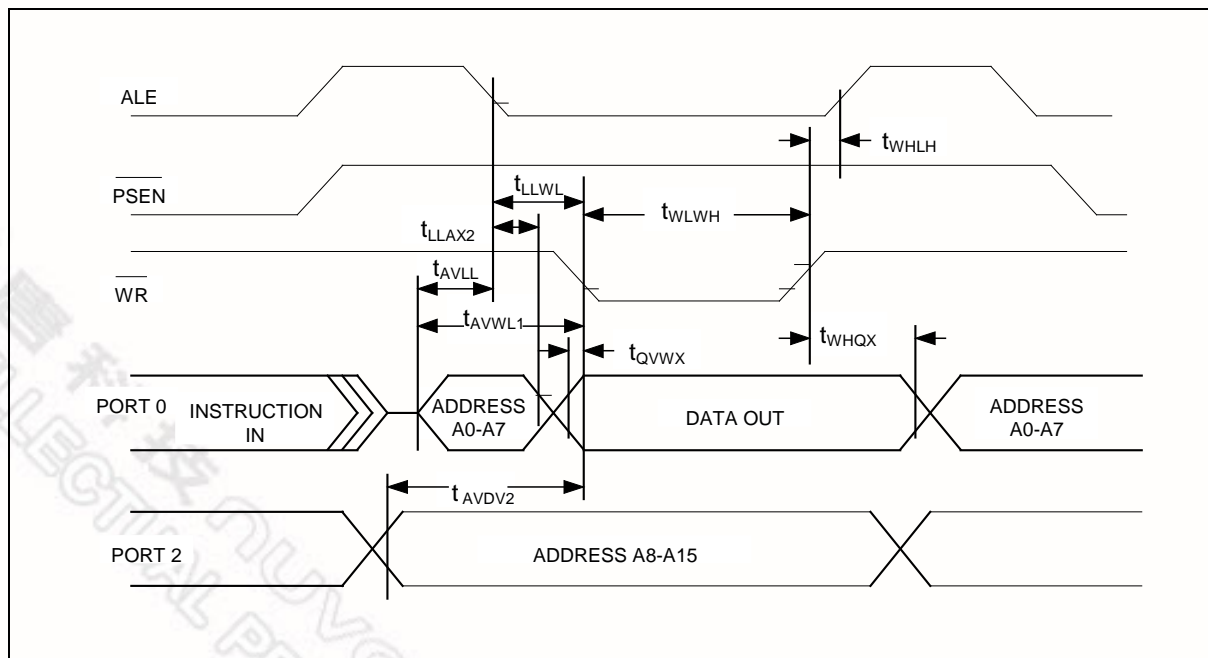 ALE
tWHLH
PSEN
tLLWL
tWLWH
tLLAX2
tAVLL
WR
tAVWL1
tWHQX
tQVWX
PORT 0
INSTRUCTION
IN
ADDRESS
A0-A7
DATA OUT
ADDRESS
A0-A7
tAVDV2
PORT 2
ADDRESS A8-A15